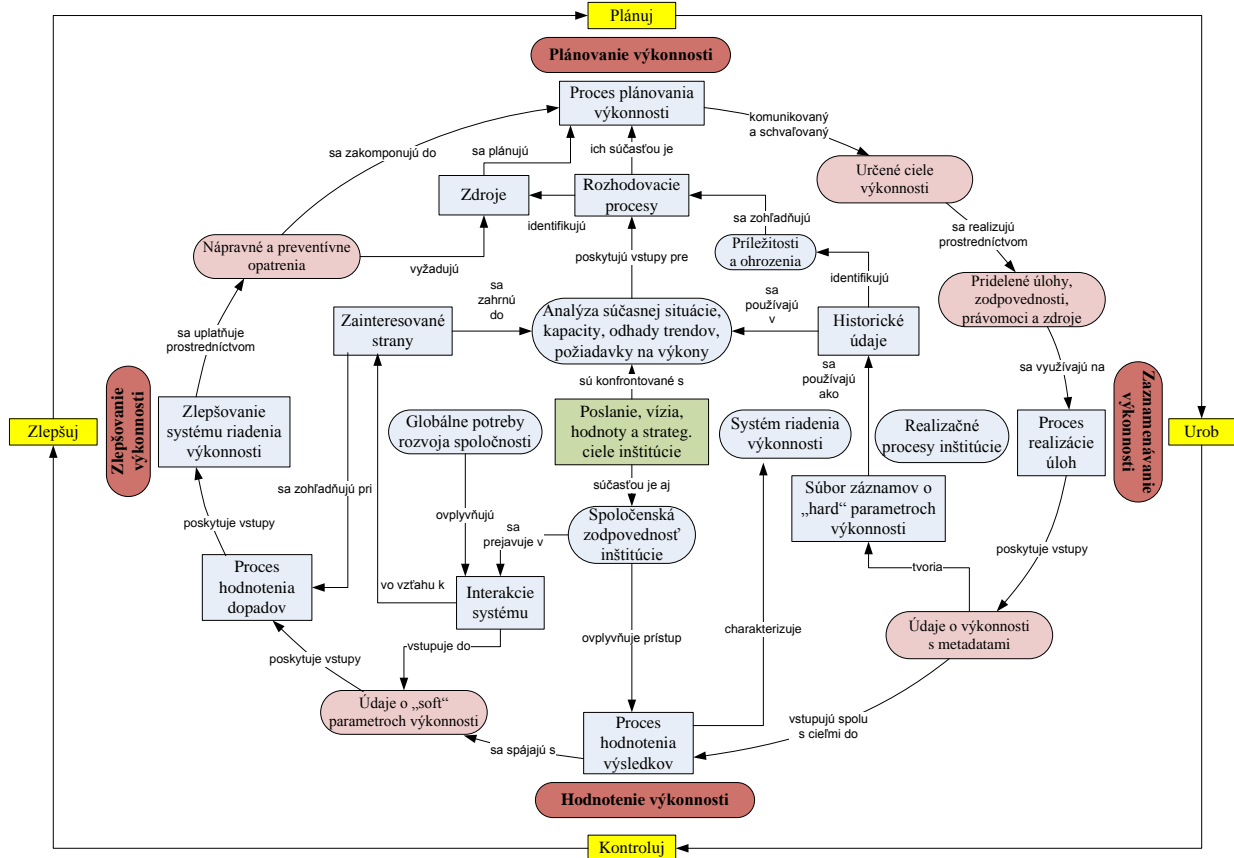 Plánuj
Plánovanie výkonnosti
Proces plánovania
výkonnosti
komunikovaný
a schvaľovaný
sa zakomponujú do
sa plánujú
ich súčasťou je
Určené ciele
výkonnosti
Zdroje
Rozhodovacie
procesy
identifikujú
sa zohľadňujú
sa realizujú
prostredníctvom
Nápravné a preventívne
opatrenia
vyžadujú
poskytujú vstupy pre
Príležitosti
a ohrozenia
identifikujú
Pridelené úlohy,
zodpovednosti,
právomoci a zdroje
sa
zahrnú
do
sa
používajú
v
Zainteresované
strany
Analýza súčasnej situácie,
kapacity, odhady trendov,
požiadavky na výkony
Historické
údaje
sa uplatňuje
prostredníctvom
sú konfrontované s
sa
používajú
ako
sa využívajú na
Zlepšuj
Zlepšovanie
výkonnosti
Zlepšovanie
systému riadenia
výkonnosti
Globálne potreby
rozvoja spoločnosti
Poslanie, vízia,
hodnoty a strateg.
ciele inštitúcie
Systém riadenia
výkonnosti
Realizačné
procesy inštitúcie
Proces
realizácie
úloh
Zaznamenávanie
výkonnosti
Urob
sa zohľadňujú pri
súčasťou je aj
Súbor záznamov o
„hard“ parametroch
výkonnosti
poskytuje vstupy
ovplyvňujú
sa
prejavuje v
Spoločenská
zodpovednosť
inštitúcie
poskytuje vstupy
tvoria
Proces
hodnotenia
dopadov
vo vzťahu k
Interakcie
systému
ovplyvňuje prístup
charakterizuje
Údaje o výkonnosti
s metadatami
poskytuje vstupy
vstupuje do
Údaje o „soft“
parametroch výkonnosti
sa spájajú s
Proces
hodnotenia
výsledkov
vstupujú spolu
s cieľmi do
Hodnotenie výkonnosti
Kontroluj